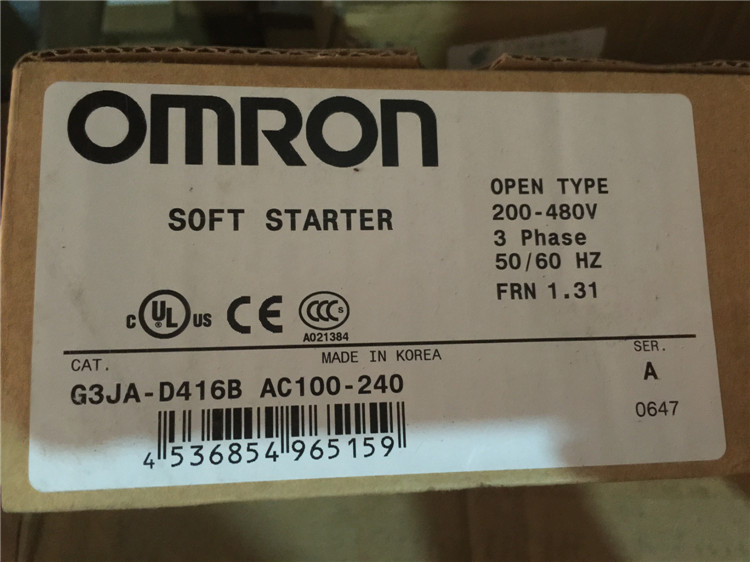 OMRON
SOFT STARTER
OPEN TYPE
200-480V
3 Phase
50/60 HZ
FRN 1.31
c UL ® US CE CCC S
A021384
CAT. MADE IN KOREA SER.
G3JA-D416B AC100-240 A
0647
4 536854 965159